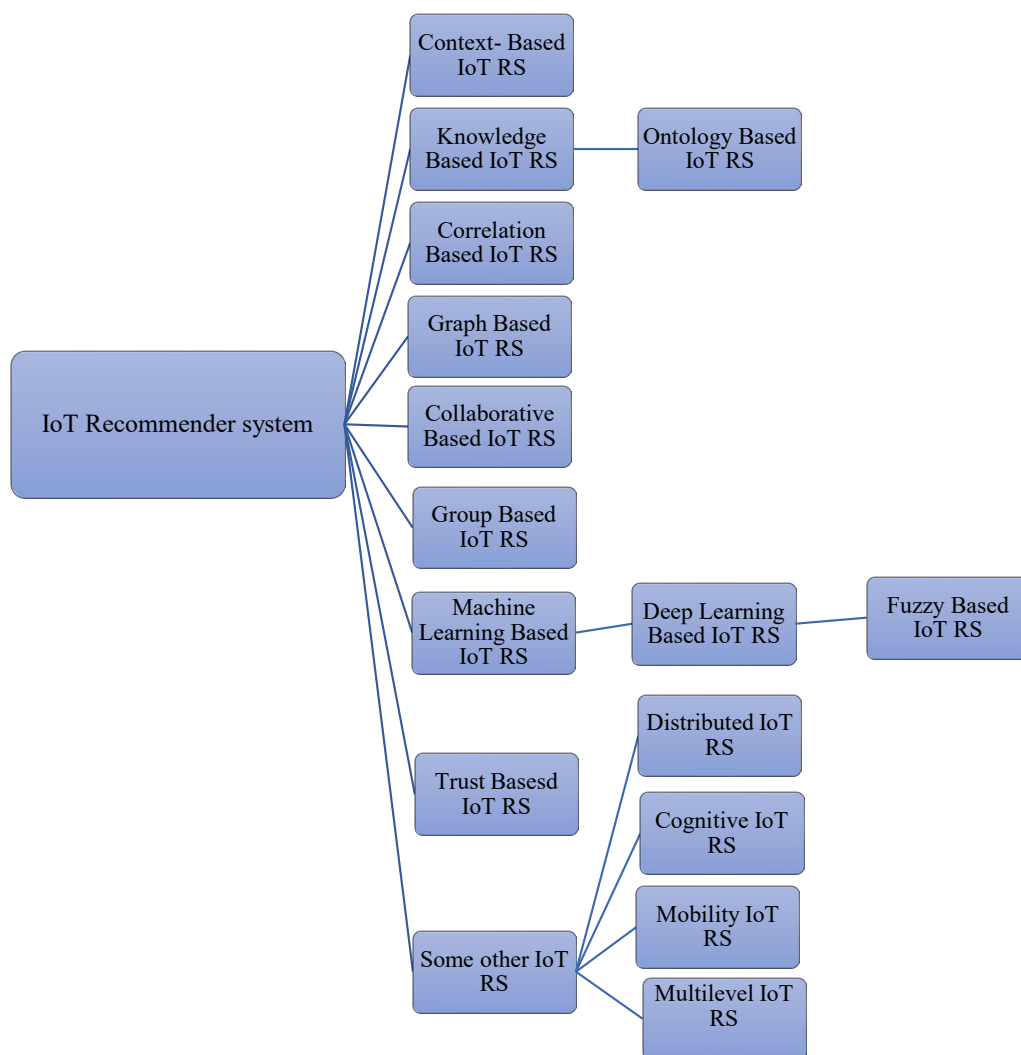 Context- Based
IoT RS
Knowledge
Based IoT RS
Ontology Based
IoT RS
Correlation
Based IoT RS
Graph Based
IoT RS
IoT Recommender system
Collaborative
Based IoT RS
Group Based
IoT RS
Machine
Learning Based
IoT RS
Deep Learning
Based IoT RS
Fuzzy Based
IoT RS
Distributed IoT
RS
Trust Basesd
IoT RS
Cognitive IoT
RS
Mobility IoT
RS
Some other IoT
RS
Multilevel IoT
RS